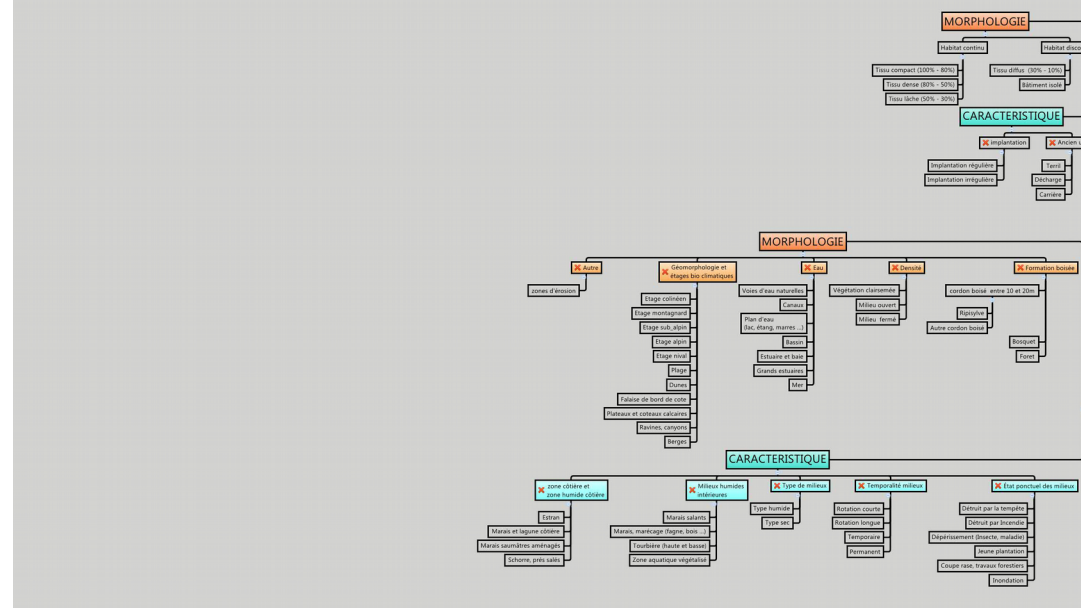 MORPHOLOGIE
Habitat continu
Habitat disco
Tissu compact (100% - 80%)
Tissu diffus (30% - 10%)
Tissu dense (80% - 50%)
Bâtiment isolé
Tissu lâche (50% - 30%)
CARACTERISTIQUE
implantation
Ancien u
Implantation régulière
Terril
Implantation irrégulière
Décharge
Carrière
MORPHOLOGIE
Autre
zones d'érosion
Géomorphologie et
étages bio climatiques
Etage colinéen
Etage montagnard
Etage sub_alpin
Etage alpin
Etage nival
Plage
Dunes
Falaise de bord de cote
Plateaux et coteaux calcaires
Ravines, canyons
Berges
Eau
Voies d'eau naturelles
Canaux
Plan d'eau
(lac, étang, marres ...)
Bassin
Estuaire et baie
Grands estuaires
Mer
Densité
Végétation clairsemée
Milieu ouvert
Milieu fermé
Formation boisée
cordon boisé entre 10 et 20m
Ripisylve
Autre cordon boisé
Bosquet
Foret
CARACTERISTIQUE
zone côtière et
zone humide côtière
Estran
Marais et lagune côtière
Marais saumâtres aménagés
Schorre, prés salés
Milieux humides
intérieures
Marais salants
Marais, marécage (fagne, bois ...)
Tourbière (haute et basse)
Zone aquatique végétalisé
Type de milieux
Type humide
Type sec
Temporalité milieux
Rotation courte
Rotation longue
Temporaire
Permanent
État ponctuel des milieux
Détruit par la tempête
Détruit par Incendie
Dépérissement (Insecte, maladie)
Jeune plantation
Coupe rase, travaux forestiers
Inondation